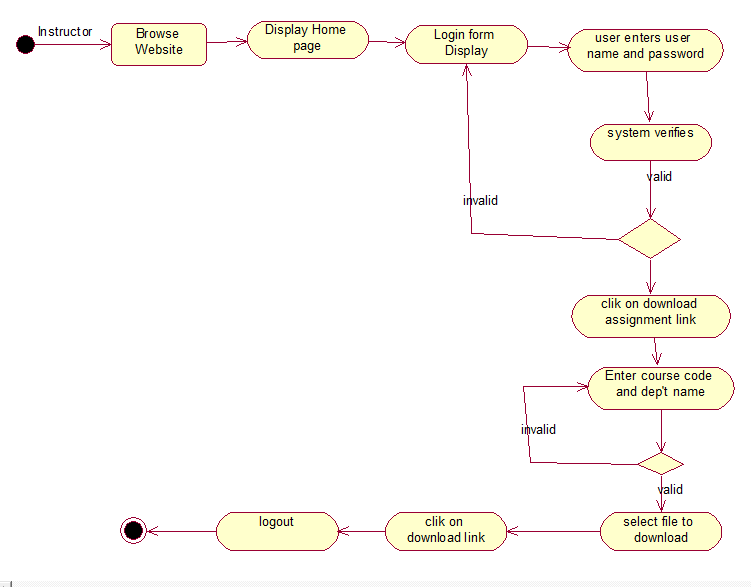 Instructor
Browse
Website
Display Home
page
Login form
Display
user enters user
name and password
system verifies
valid
invalid
clik on download
assignment link
Enter course code
and dep't name
invalid
valid
select file to
download
clik on
download link
logout